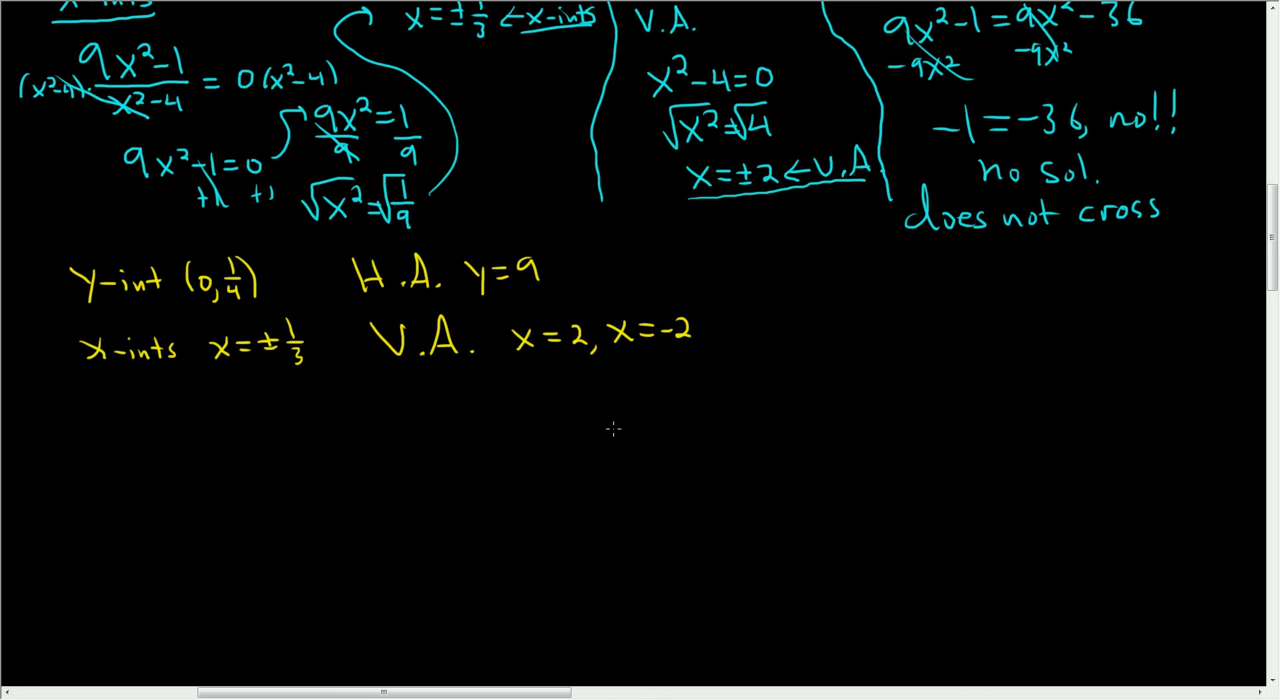 x-ints
(x²-4)· 9x²-1/x²-4 = 0(x²-4)
9x²-1=0
+1 +1
9x²/9 = 1/9
√x² = ±√1/9
x = ± 1/3 ← x-ints
V.A.
x²-4=0
√x² = ±√4
x = ±2 ← V.A
9x²-1 = 9x²-36
-9x² -9x²
-1 = -36, no!!
no sol.
does not cross
y-int (0, 1/4) H.A. y=9
x-ints x = ± 1/3 V.A. x = 2, x = -2